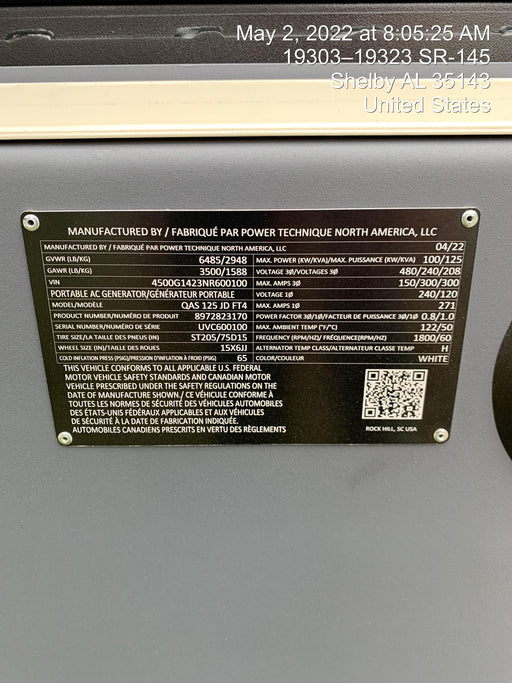 May 2, 2022 at 8:05:25 AM
19303–19323 SR-145
Shelby AL 35143
United States
MANUFACTURED BY / FABRIQUÉ PAR POWER TECHNIQUE NORTH AMERICA, LLC
MANUFACTURED BY / FABRIQUÉ PAR POWER TECHNIQUE NORTH AMERICA, LLC 04/22
GVWR (LB/KG) 6485/2948 MAX. POWER (KW/KVA)/MAX. PUISSANCE (KW/KVA) 100/125
GAWR (LB/KG) 3500/1588 VOLTAGE 3Ø/VOLTAGES 3Ø 480/240/208
VIN 4500G1423NR600100 MAX. AMPS 3Ø 150/300/300
PORTABLE AC GENERATOR/GÉNÉRATEUR PORTABLE VOLTAGE 1Ø 240/120
MODEL/MODÈLE QAS 125 JD FT4 MAX. AMPS 1Ø 271
PRODUCT NUMBER/NUMÉRO DE PRODUIT 8972823170 POWER FACTOR 3Ø/1Ø/FACTEUR DE PUISSANCE 3Ø/1Ø 0.8/1.0
SERIAL NUMBER/NUMÉRO DE SÉRIE UVC600100 MAX. AMBIENT TEMP (°F/°C) 122/50
TIRE SIZE (IN)/TAILLE DES PNEUS (IN) ST205/75D15 FREQUENCY (RPM/HZ)/ FRÉQUENCE(RPM/HZ) 1800/60
WHEEL SIZE (IN)/TAILLE DES ROUES 15X6JJ ALTERNATOR TEMP CLASS/ALTERNATEUR CLASSE TEMP H
COLD INFLATION PRESS (PSIG)/PRESSION D'INFLATION À FROID (PSIG) 65 COLOR/COULEUR WHITE
THIS VEHICLE CONFORMS TO ALL APPLICABLE U.S. FEDERAL
MOTOR VEHICLE SAFETY STANDARDS AND CANADIAN MOTOR
VEHICLE PRESCRIBED UNDER THE SAFETY REGULATIONS ON THE
DATE OF MANUFACTURE SHOWN. / CE VÉHICULE CONFORME À
TOUTES LES NORMES DE SÉCURITÉ DES VÉHICULES AUTOMOBILES
DES ÉTATS-UNIS FÉDÉRAUX APPLICABLES ET AUX VÉHICULES
DE SÉCURITÉ À LA DATE DE FABRICATION INDIQUÉE.
AUTOMOBILES CANADIENS PRESCRITS EN VERTU DES RÈGLEMENTS
ROCK HILL, SC USA